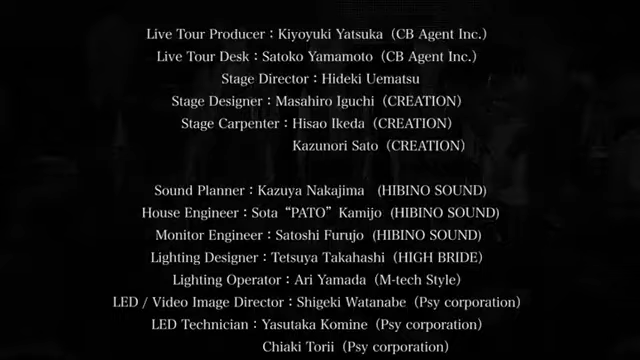 Live Tour Producer：Kiyoyuki Yatsuka（CB Agent Inc.）
Live Tour Desk：Satoko Yamamoto（CB Agent Inc.）
Stage Director：Hideki Uematsu
Stage Designer：Masahiro Iguchi（CREATION）
Stage Carpenter：Hisao Ikeda（CREATION）
Kazunori Sato（CREATION）
Sound Planner：Kazuya Nakajima （HIBINO SOUND）
House Engineer：Sota “PATO” Kamijo（HIBINO SOUND）
Monitor Engineer：Satoshi Furujo（HIBINO SOUND）
Lighting Designer：Tetsuya Takahashi（HIGH BRIDE）
Lighting Operator：Ari Yamada（M-tech Style）
LED / Video Image Director：Shigeki Watanabe（Psy corporation）
LED Technician：Yasutaka Komine（Psy corporation）
Chiaki Torii（Psy corporation）